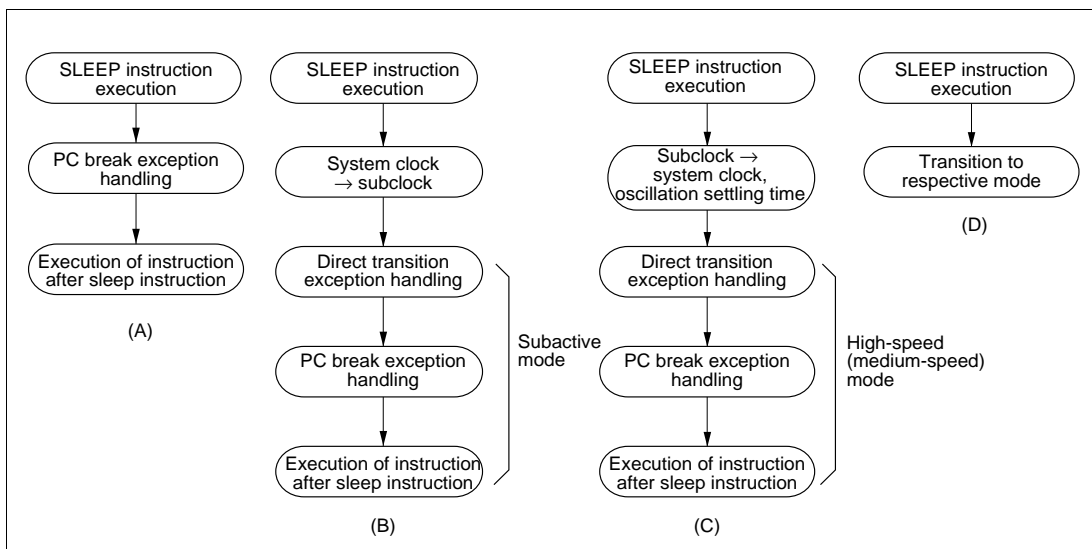 SLEEP instruction
execution
PC break exception
handling
Execution of instruction
after sleep instruction
(A)
SLEEP instruction
execution
System clock
→ subclock
Direct transition
exception handling
PC break exception
handling
Execution of instruction
after sleep instruction
Subactive
mode
(B)
SLEEP instruction
execution
Subclock →
system clock,
oscillation settling time
Direct transition
exception handling
PC break exception
handling
Execution of instruction
after sleep instruction
High-speed
(medium-speed)
mode
(C)
SLEEP instruction
execution
Transition to
respective mode
(D)